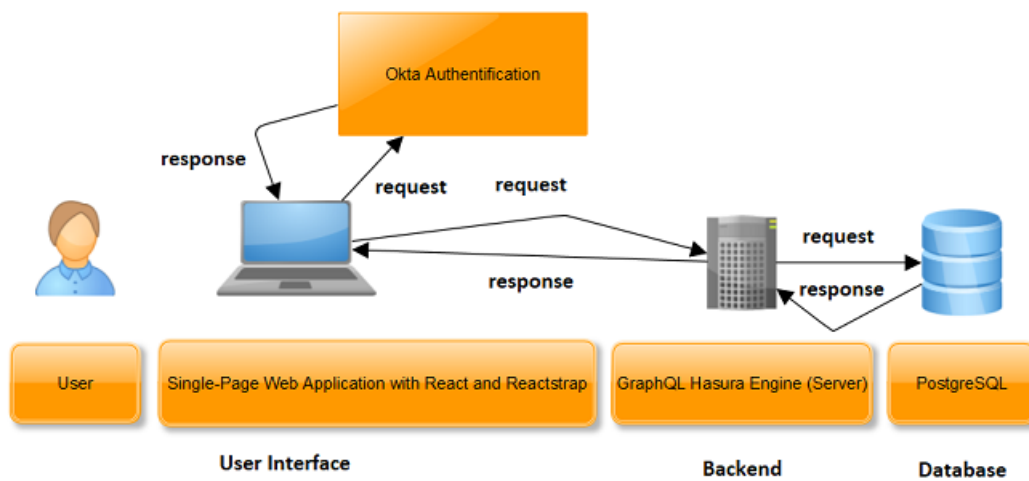 Okta Authentification
response
request
request
request
response
response
User
Single-Page Web Application with React and Reactstrap
GraphQL Hasura Engine (Server)
PostgreSQL
User Interface
Backend
Database